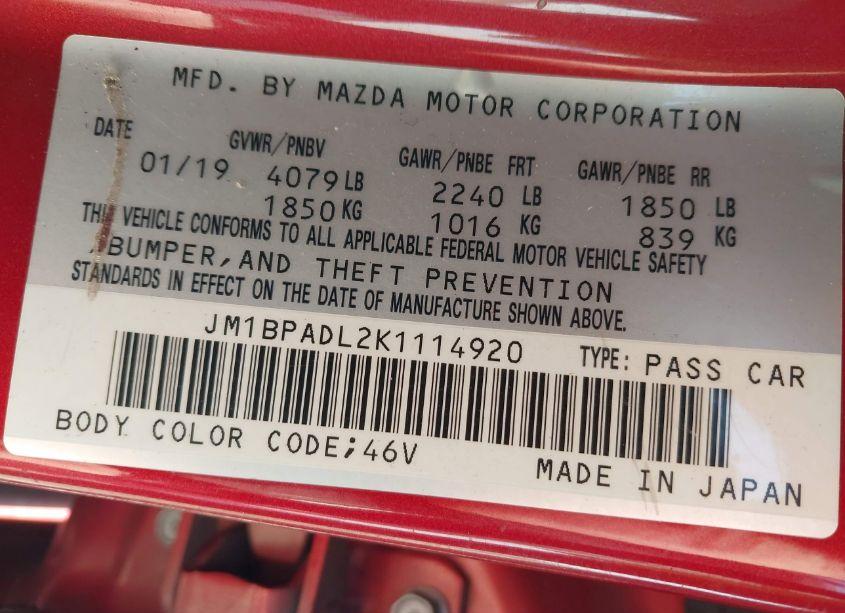 MFD. BY MAZDA MOTOR CORPORATION
DATE GVWR/PNBV GAWR/PNBE FRT GAWR/PNBE RR
01/19 4079 LB 2240 LB 1850 LB
1850 KG 1016 KG 839 KG
THIS VEHICLE CONFORMS TO ALL APPLICABLE FEDERAL MOTOR VEHICLE SAFETY
,BUMPER,AND THEFT PREVENTION
STANDARDS IN EFFECT ON THE DATE OF MANUFACTURE SHOWN ABOVE.
JM1BPADL2K1114920 TYPE: PASS CAR
BODY COLOR CODE;46V
MADE IN JAPAN